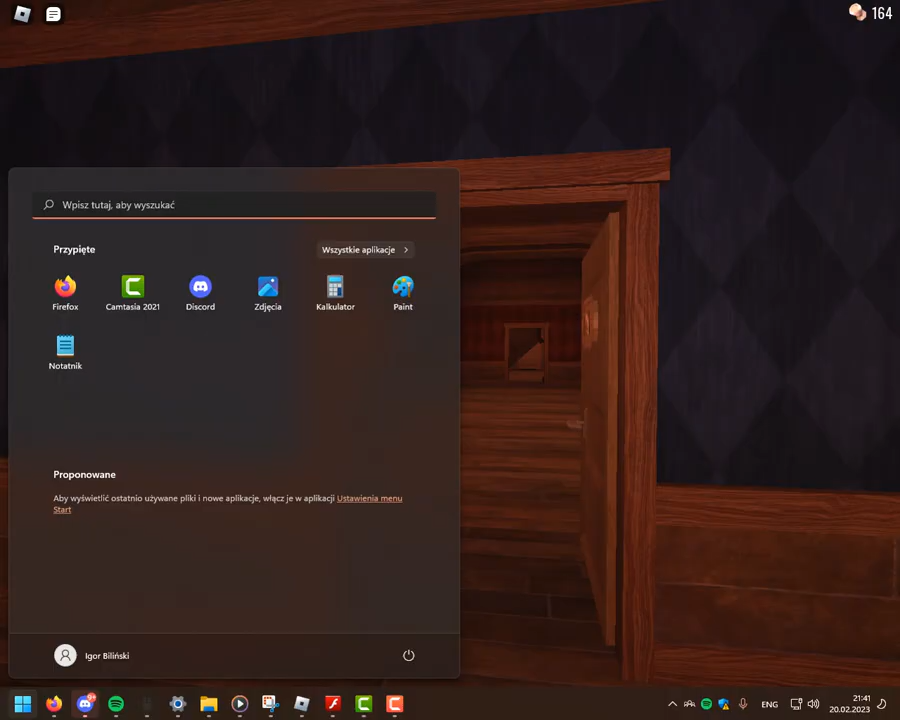 164
Wpisz tutaj, aby wyszukać
Przypięte
Wszystkie aplikacje
Firefox
Camtasia 2021
Discord
Zdjęcia
Kalkulator
Paint
Notatnik
Proponowane
Aby wyświetlić ostatnio używane pliki i nowe aplikacje, włącz je w aplikacji Ustawienia menu
Start
Igor Biliński
9+
ENG
21:41
20.02.2023